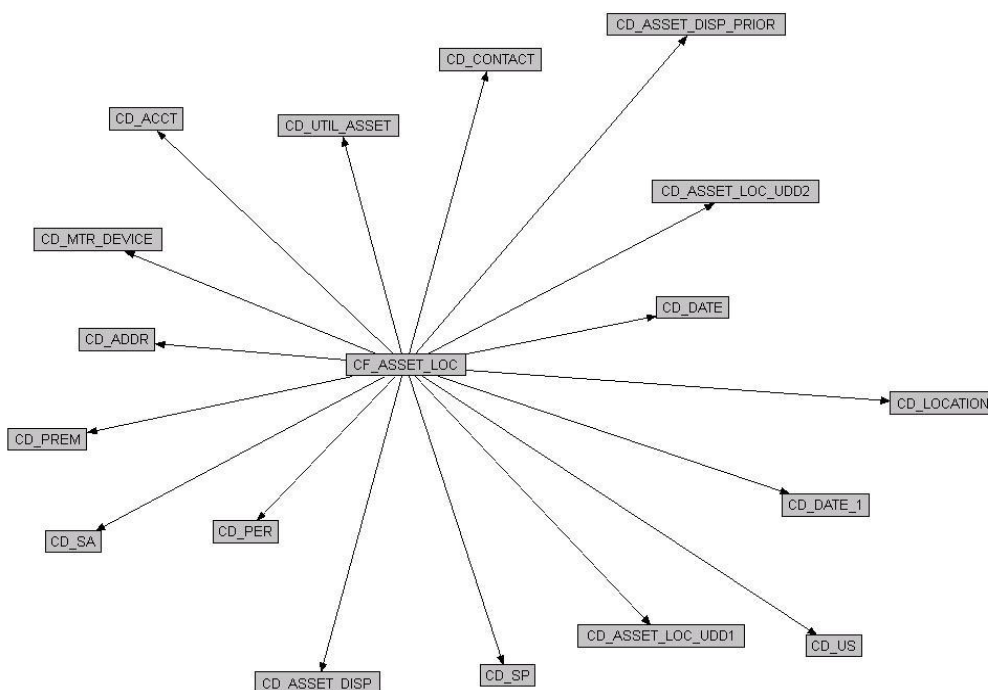 CD_ASSET_DISP_PRIOR
CD_CONTACT
CD_ACCT
CD_UTIL_ASSET
CD_ASSET_LOC_UDD2
CD_MTR_DEVICE
CD_DATE
CD_ADDR
CF_ASSET_LOC
CD_LOCATION
CD_PREM
CD_DATE_1
CD_PER
CD_SA
CD_ASSET_LOC_UDD1
CD_US
CD_SP
CD_ASSET_DISP